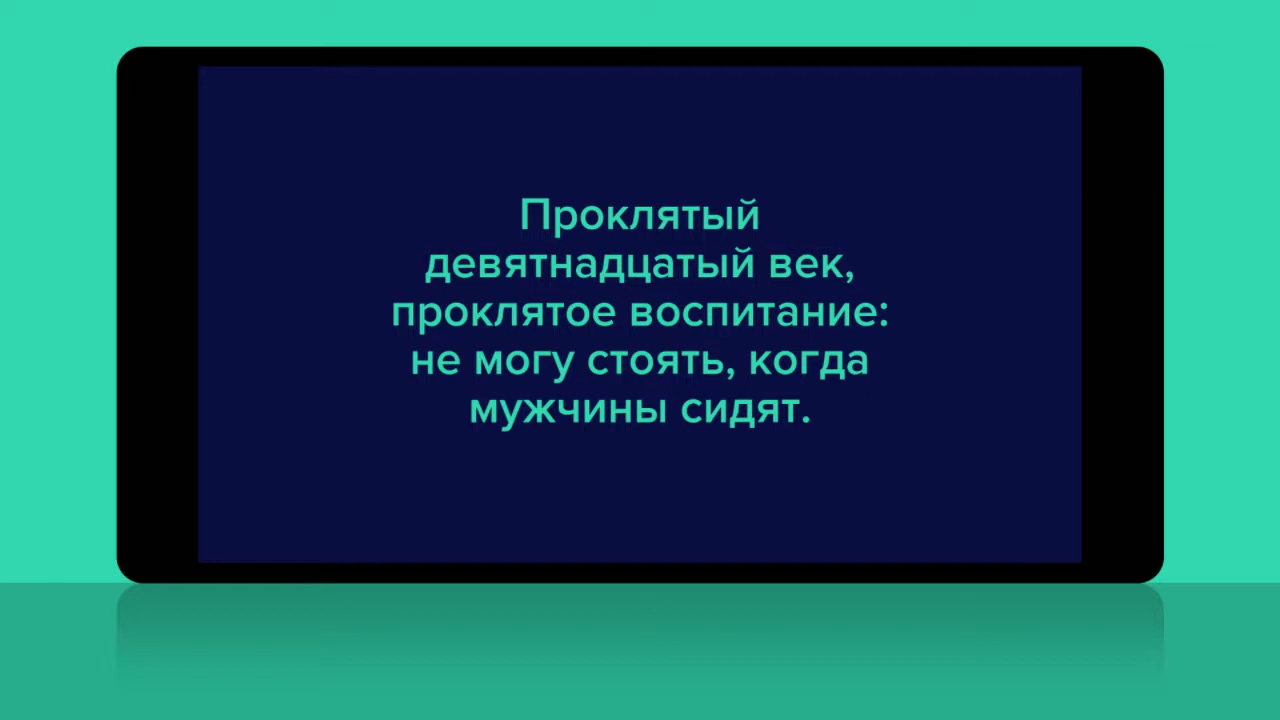 Проклятый
девятнадцатый век,
проклятое воспитание:
не могу стоять, когда
мужчины сидят.